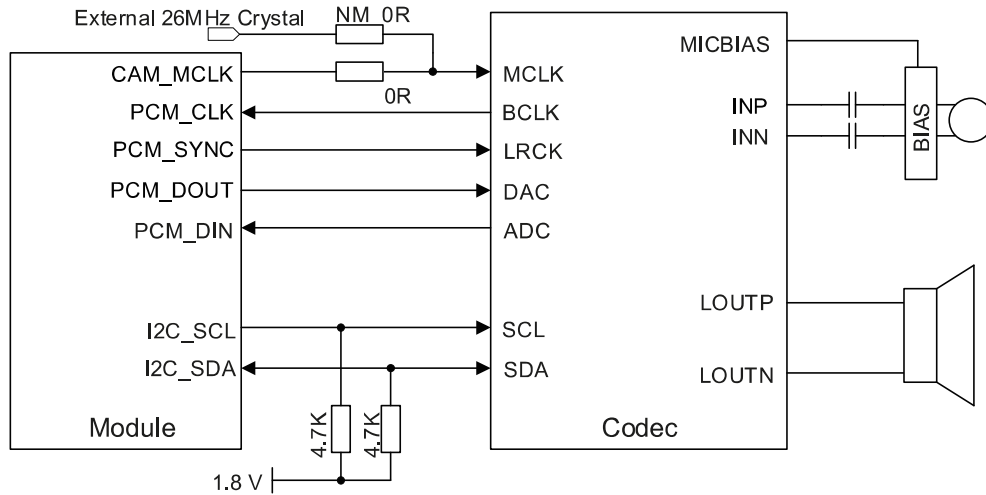 External 26MHz Crystal
NM_0R
MICBIAS
CAM_MCLK
MCLK
0R
PCM_CLK
BCLK
INP
INN
BIAS
PCM_SYNC
LRCK
PCM_DOUT
DAC
PCM_DIN
ADC
LOUTP
I2C_SCL
SCL
I2C_SDA
SDA
LOUTN
Module
4.7K
4.7K
Codec
1.8 V